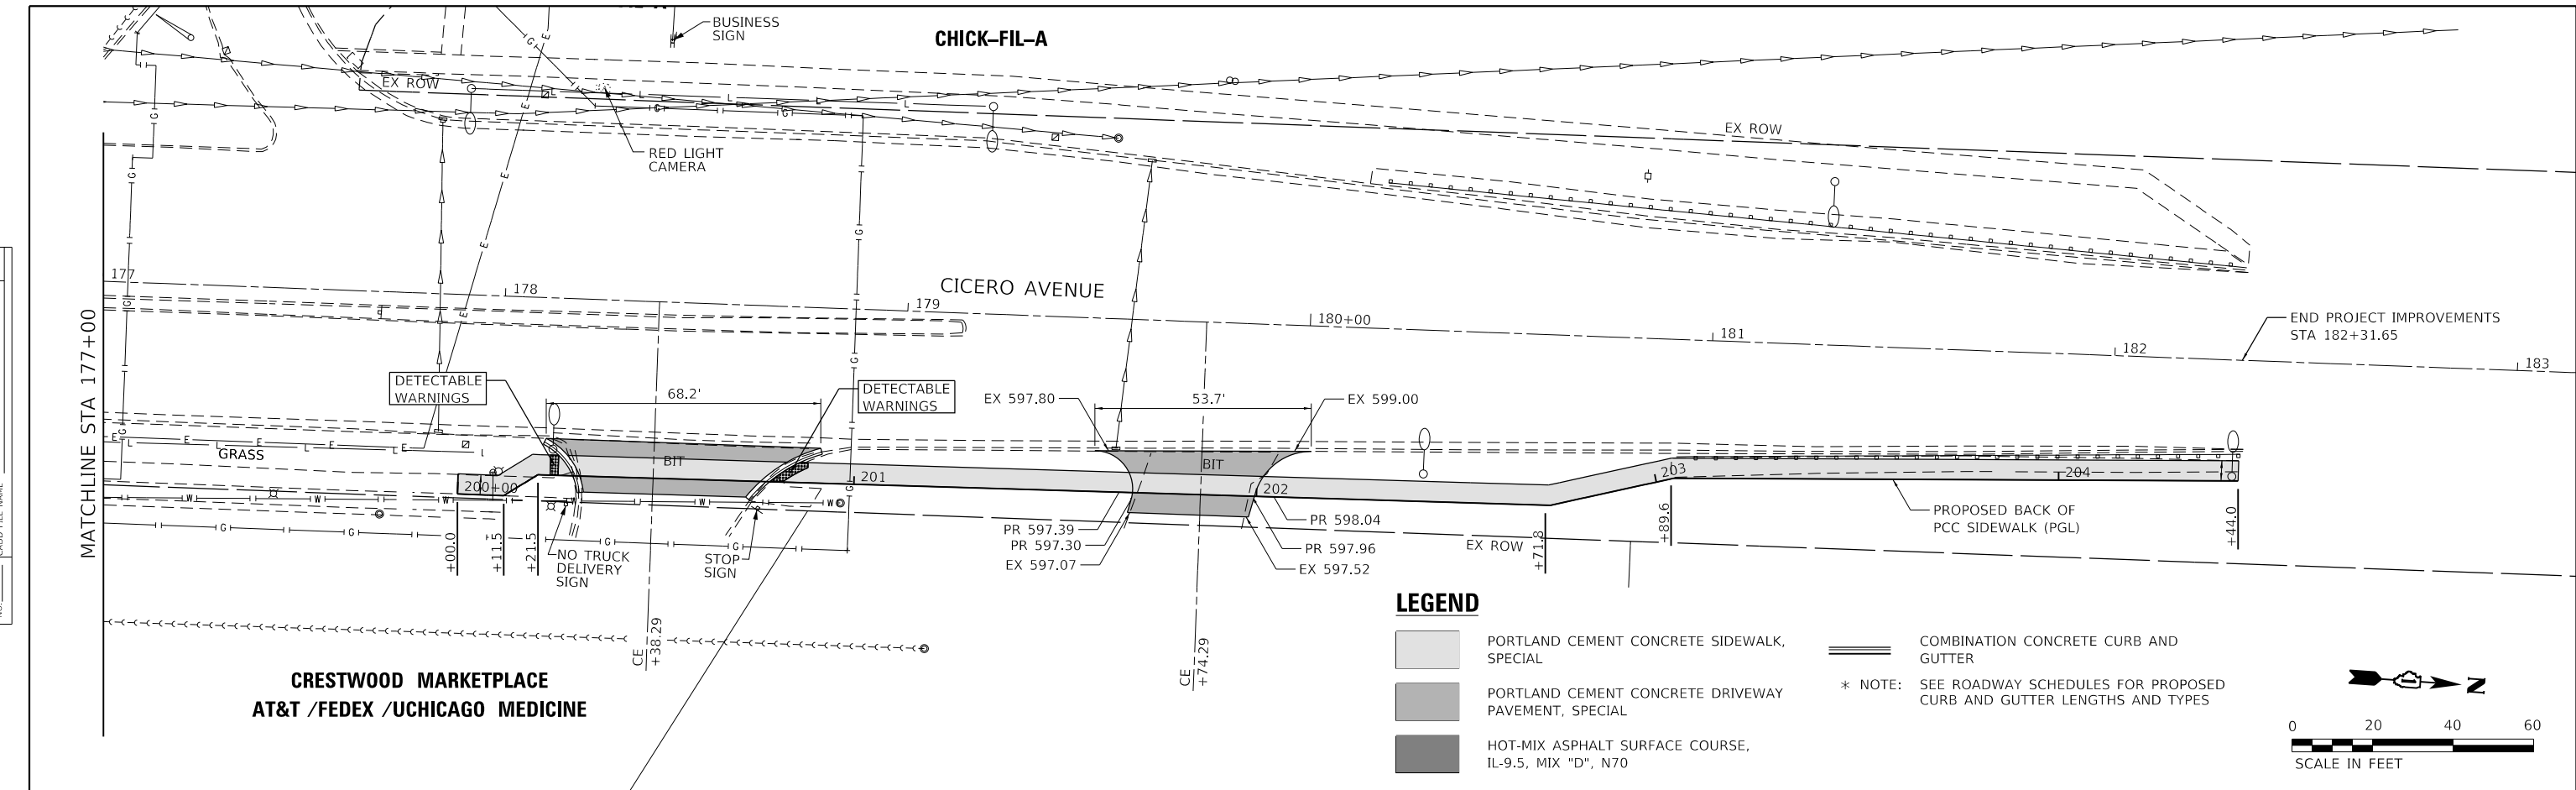 BUSINESS
SIGN
CHICK–FIL–A
G
E
EX ROW
L
L
L
G
G
RED LIGHT
CAMERA
EX ROW
G
G
E
E
G
E
177
178
CICERO AVENUE
179
180+00
181
182
183
END PROJECT IMPROVEMENTS
STA 182+31.65
MATCHLINE STA 177+00
DETECTABLE
WARNINGS
68.2'
DETECTABLE
WARNINGS
EX 597.80
53.7'
EX 599.00
E
E
E
L
L
L
GRASS
BIT
BIT
200+00
201
202
203
204
W
W
W
W
W
W
G
G
G
G
NO TRUCK
DELIVERY
SIGN
STOP
SIGN
PR 597.39
PR 597.30
EX 597.07
PR 598.04
PR 597.96
EX 597.52
EX ROW
PROPOSED BACK OF
PCC SIDEWALK (PGL)
+00.0
+11.5
+21.5
+71.8
+89.6
+44.0
CE
+38.29
CE
+74.29
CRESTWOOD MARKETPLACE
AT&T /FEDEX /UCHICAGO MEDICINE
LEGEND
PORTLAND CEMENT CONCRETE SIDEWALK,
SPECIAL
PORTLAND CEMENT CONCRETE DRIVEWAY
PAVEMENT, SPECIAL
HOT-MIX ASPHALT SURFACE COURSE,
IL-9.5, MIX "D", N70
COMBINATION CONCRETE CURB AND
GUTTER
* NOTE: SEE ROADWAY SCHEDULES FOR PROPOSED
CURB AND GUTTER LENGTHS AND TYPES
N
0 20 40 60
SCALE IN FEET
CADD FILE NAME